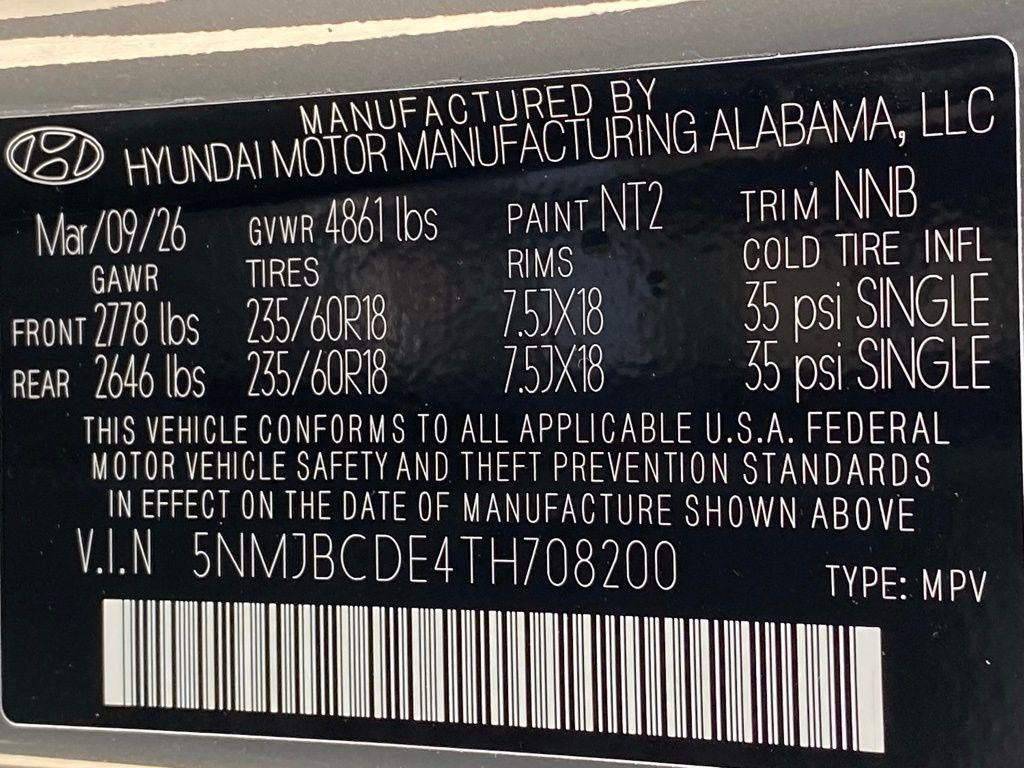 MANUFACTURED BY
HYUNDAI MOTOR MANUFACTURING ALABAMA, LLC
Mar/09/26 GVWR 4861 lbs PAINT NT2 TRIM NNB
GAWR TIRES RIMS COLD TIRE INFL
FRONT 2778 lbs 235/60R18 7.5JX18 35 psi SINGLE
REAR 2646 lbs 235/60R18 7.5JX18 35 psi SINGLE
THIS VEHICLE CONFORMS TO ALL APPLICABLE U.S.A. FEDERAL
MOTOR VEHICLE SAFETY AND THEFT PREVENTION STANDARDS
IN EFFECT ON THE DATE OF MANUFACTURE SHOWN ABOVE
V.I.N 5NMJBCDE4TH708200
TYPE: MPV